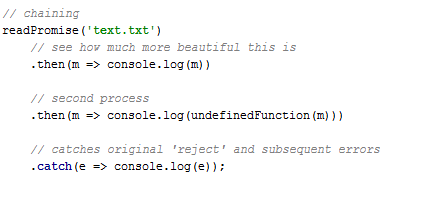 // chaining
readPromise('text.txt')
// see how much more beautiful this is
.then(m => console.log(m))
// second process
.then(m => console.log(undefinedFunction(m)))
// catches original 'reject' and subsequent errors
.catch(e => console.log(e));